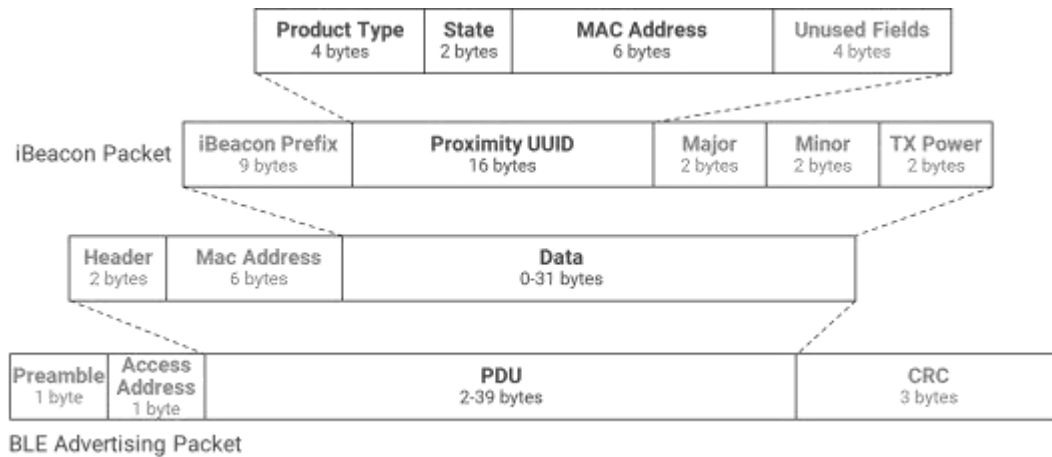 Product Type State MAC Address Unused Fields
4 bytes 2 bytes 6 bytes 4 bytes
iBeacon Packet
iBeacon Prefix Proximity UUID Major Minor TX Power
9 bytes 16 bytes 2 bytes 2 bytes 2 bytes
Header Mac Address Data
2 bytes 6 bytes 0-31 bytes
Preamble Access Address PDU CRC
1 byte 1 byte 2-39 bytes 3 bytes
BLE Advertising Packet